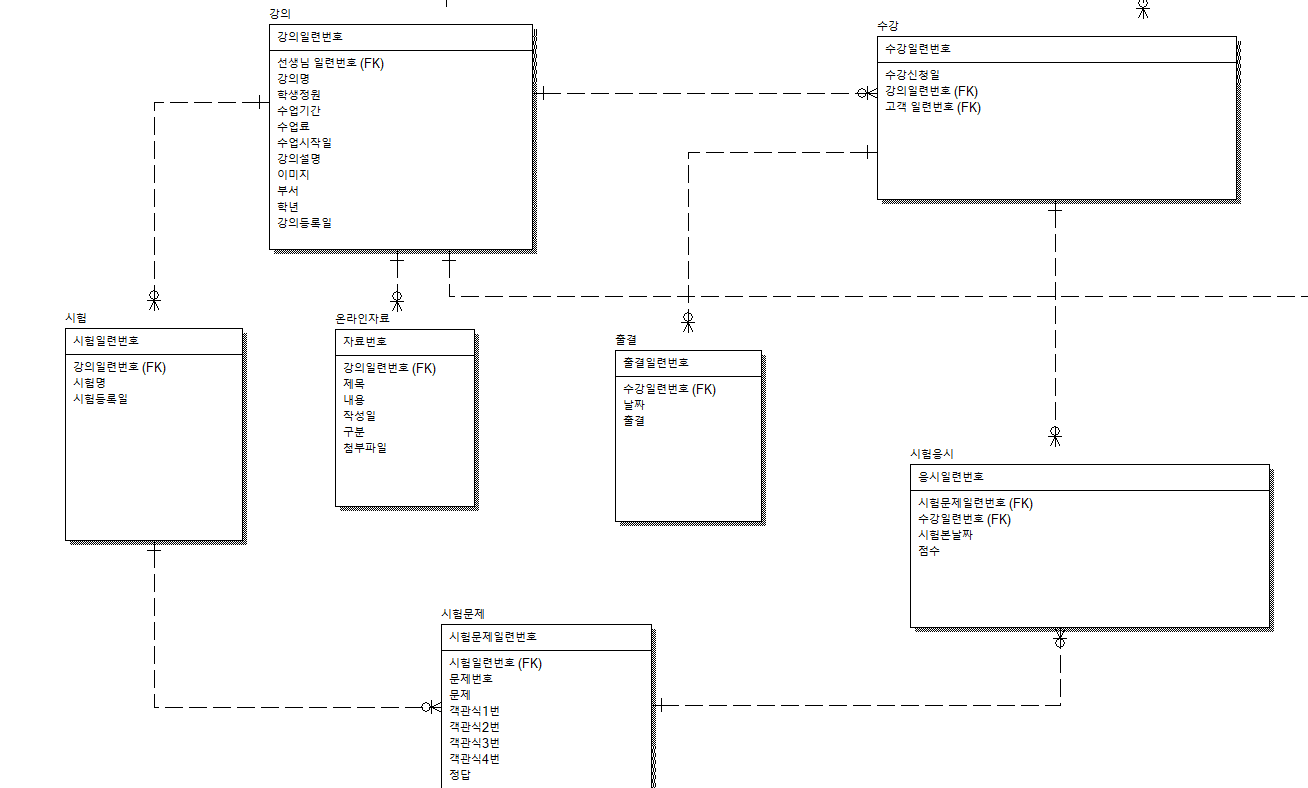 강의
강의일련번호
선생님 일련번호 (FK)
강의명
학생정원
수업기간
수업료
수업시작일
강의설명
이미지
부서
학년
강의등록일
수강
수강일련번호
수강신청일
강의일련번호 (FK)
고객 일련번호 (FK)
시험
시험일련번호
강의일련번호 (FK)
시험명
시험등록일
온라인자료
자료번호
강의일련번호 (FK)
제목
내용
작성일
구분
첨부파일
출결
출결일련번호
수강일련번호 (FK)
날짜
출결
시험응시
응시일련번호
시험문제일련번호 (FK)
수강일련번호 (FK)
시험본날짜
점수
시험문제
시험문제일련번호
시험일련번호 (FK)
문제번호
문제
객관식1번
객관식2번
객관식3번
객관식4번
정답